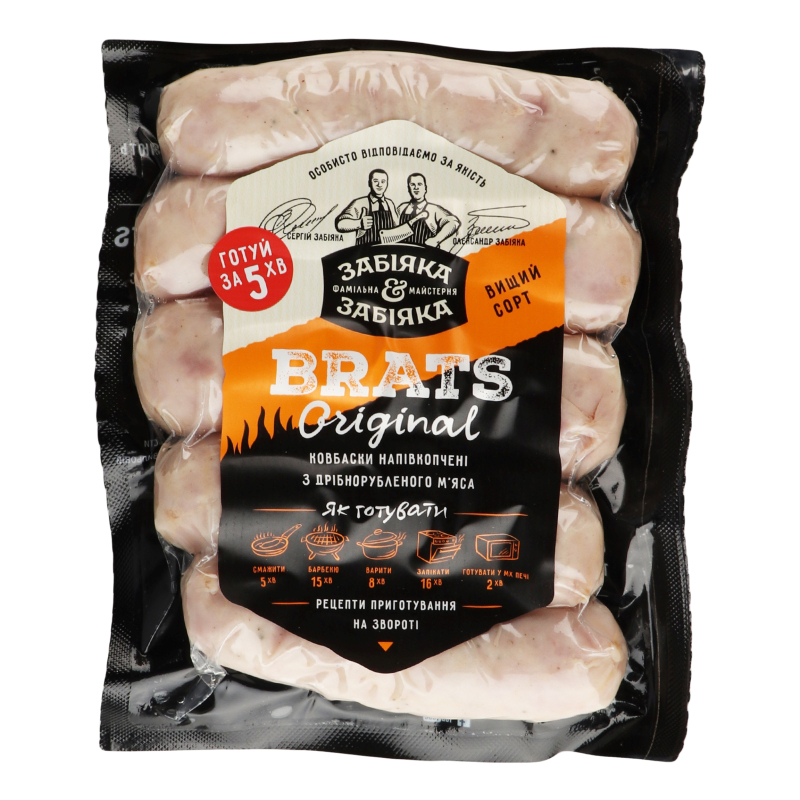 ОСОБИСТО ВІДПОВІДАЄМО ЗА ЯКІСТЬ
СЕРГІЙ ЗАБІЯКА
ОЛЕКСАНДР ЗАБІЯКА
ГОТУЙ
ЗА 5 ХВ
ЗАБІЯКА
ФАМІЛЬНА & МАЙСТЕРНЯ
ЗАБІЯКА
ВИЩИЙ
СОРТ
BRATS
Original
КОВБАСКИ НАПІВКОПЧЕНІ
З ДРІБНОРУБЛЕНОГО М'ЯСА
ЯК ГОТУВАТИ
СМАЖИТИ БАРБЕКЮ ВАРИТИ ЗАПІКАТИ ГОТУВАТИ У МХ ПЕЧІ
5 ХВ 15 ХВ 8 ХВ 16 ХВ 2 ХВ
РЕЦЕПТИ ПРИГОТУВАННЯ
НА ЗВОРОТІ